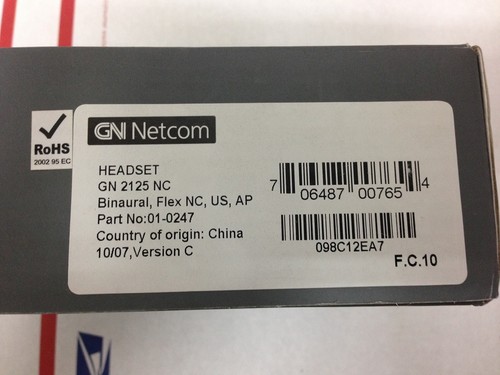 RoHS
2002 95 EC
GN Netcom
HEADSET
GN 2125 NC
Binaural, Flex NC, US, AP
Part No:01-0247
Country of origin: China
10/07,Version C
7 06487 00765 4
098C12EA7
F.C.10